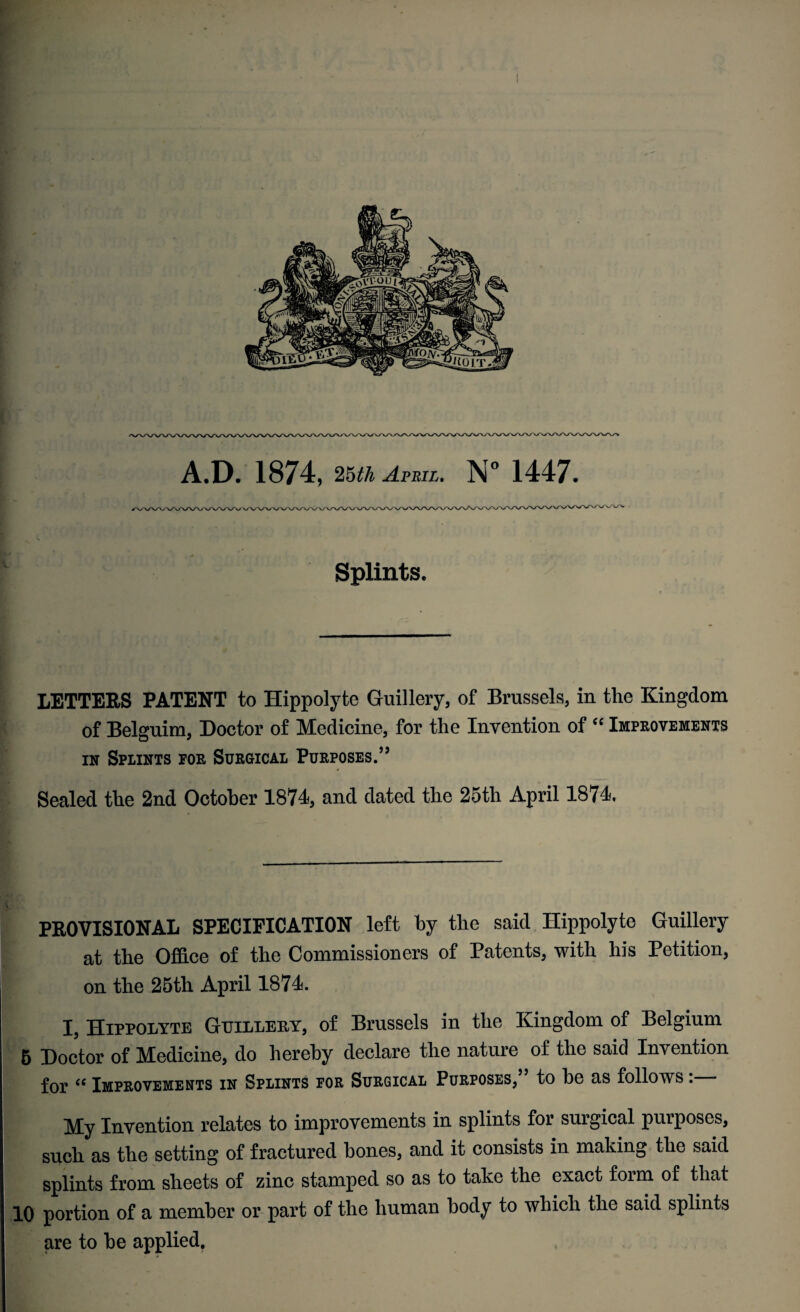 SOIT QUI
DIEU ET MON DROIT
A.D. 1874, 25th April. N° 1447.
Splints.
LETTERS PATENT to Hippolyte Guillery, of Brussels, in the Kingdom
of Belguim, Doctor of Medicine, for the Invention of “ Improvements
in Splints for Surgical Purposes.”
Sealed the 2nd October 1874, and dated the 25th April 1874.
PROVISIONAL SPECIFICATION left by the said Hippolyte Guillery
at the Office of the Commissioners of Patents, with his Petition,
on the 25th April 1874.
I, Hippolyte Guillery, of Brussels in the Kingdom of Belgium
5 Doctor of Medicine, do hereby declare the nature of the said Invention
for “ Improvements in Splints for Surgical Purposes,” to be as follows :—
My Invention relates to improvements in splints for surgical purposes,
such as the setting of fractured bones, and it consists in making the said
splints from sheets of zinc stamped so as to take the exact form of that
10 portion of a member or part of the human body to which the said splints
are to be applied.